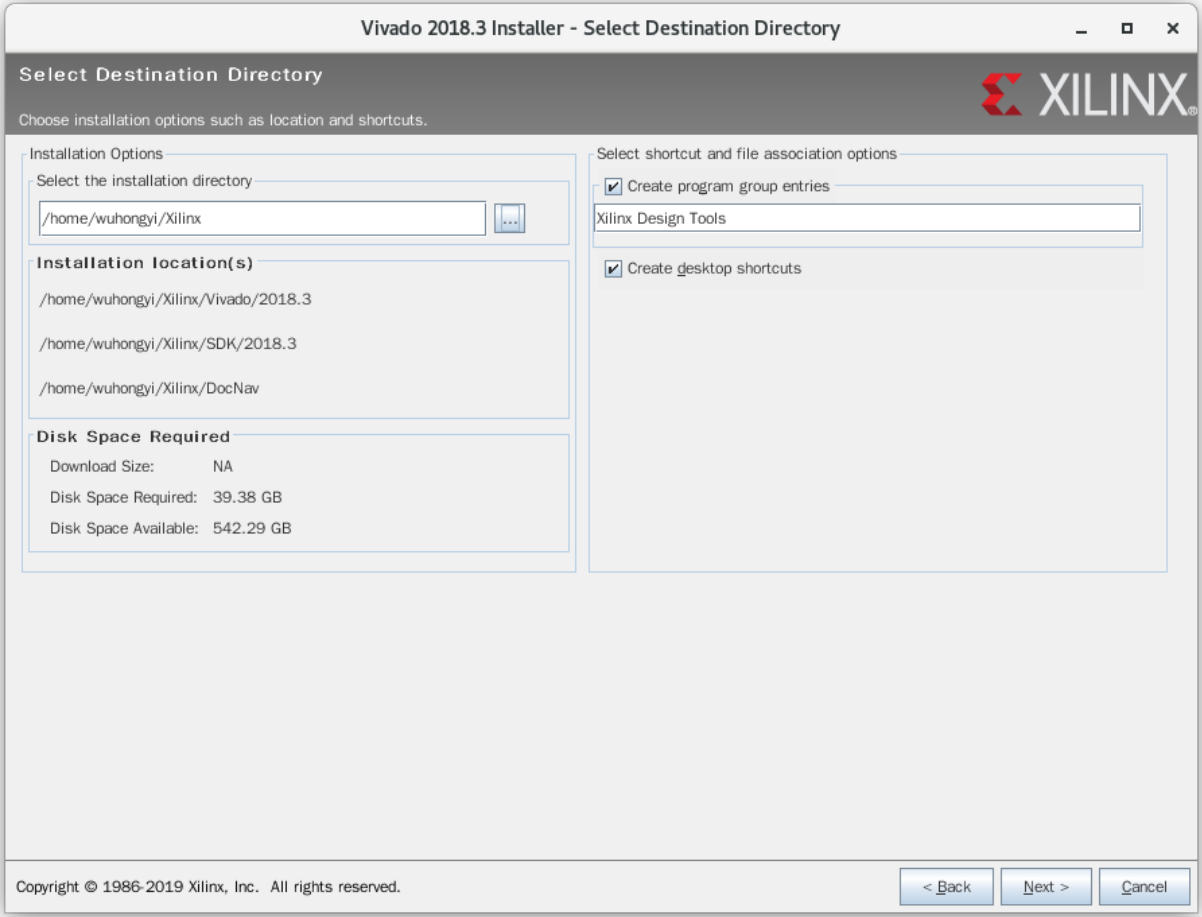 Vivado 2018.3 Installer - Select Destination Directory
Select Destination Directory
XILINX®
Choose installation options such as location and shortcuts.
Installation Options
Select the installation directory
/home/wuhongyi/Xilinx
...
Installation location(s)
/home/wuhongyi/Xilinx/Vivado/2018.3
/home/wuhongyi/Xilinx/SDK/2018.3
/home/wuhongyi/Xilinx/DocNav
Disk Space Required
Download Size: NA
Disk Space Required: 39.38 GB
Disk Space Available: 542.29 GB
Select shortcut and file association options
Create program group entries
Xilinx Design Tools
Create desktop shortcuts
Copyright © 1986-2019 Xilinx, Inc. All rights reserved.
< Back
Next >
Cancel